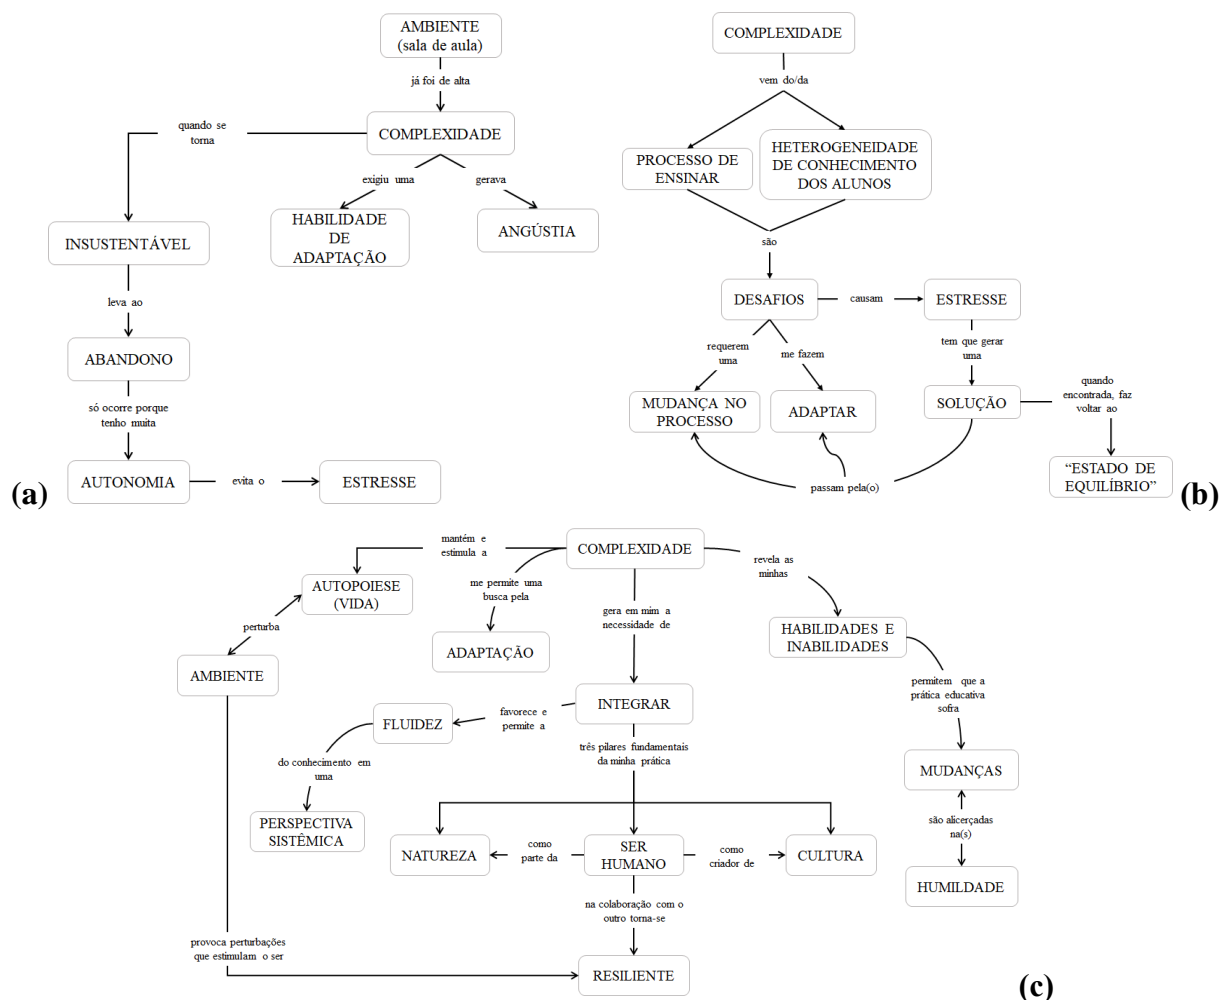 AMBIENTE
(sala de aula)
já foi de alta
COMPLEXIDADE
quando se
torna
exigiu uma
gerava
HABILIDADE
DE
ADAPTAÇÃO
ANGÚSTIA
INSUSTENTÁVEL
leva ao
ABANDONO
só ocorre porque
tenho muita
AUTONOMIA
evita o
ESTRESSE
(a)
COMPLEXIDADE
vem do/da
PROCESSO DE
ENSINAR
HETEROGENEIDADE
DE CONHECIMENTO
DOS ALUNOS
são
DESAFIOS
causam
ESTRESSE
requerem
uma
me fazem
tem que gerar
uma
MUDANÇA NO
PROCESSO
ADAPTAR
SOLUÇÃO
quando
encontrada, faz
voltar ao
passam pela(o)
“ESTADO DE
EQUILÍBRIO”
(b)
COMPLEXIDADE
mantém e
estimula a
AUTOPOIESE
(VIDA)
me permite uma
busca pela
ADAPTAÇÃO
gera em mim a
necessidade de
revela as
minhas
HABILIDADES E
INABILIDADES
perturba
AMBIENTE
INTEGRAR
favorece e
permite a
FLUIDEZ
do conhecimento em
uma
PERSPECTIVA
SISTÊMICA
três pilares fundamentais
da minha prática
permitem que a
prática educativa
sofra
MUDANÇAS
são alicerçadas
na(s)
HUMILDADE
NATUREZA
como
parte da
SER
HUMANO
como
criador de
CULTURA
na colaboração com o
outro torna-se
provoca perturbações
que estimulam o ser
RESILIENTE
(c)